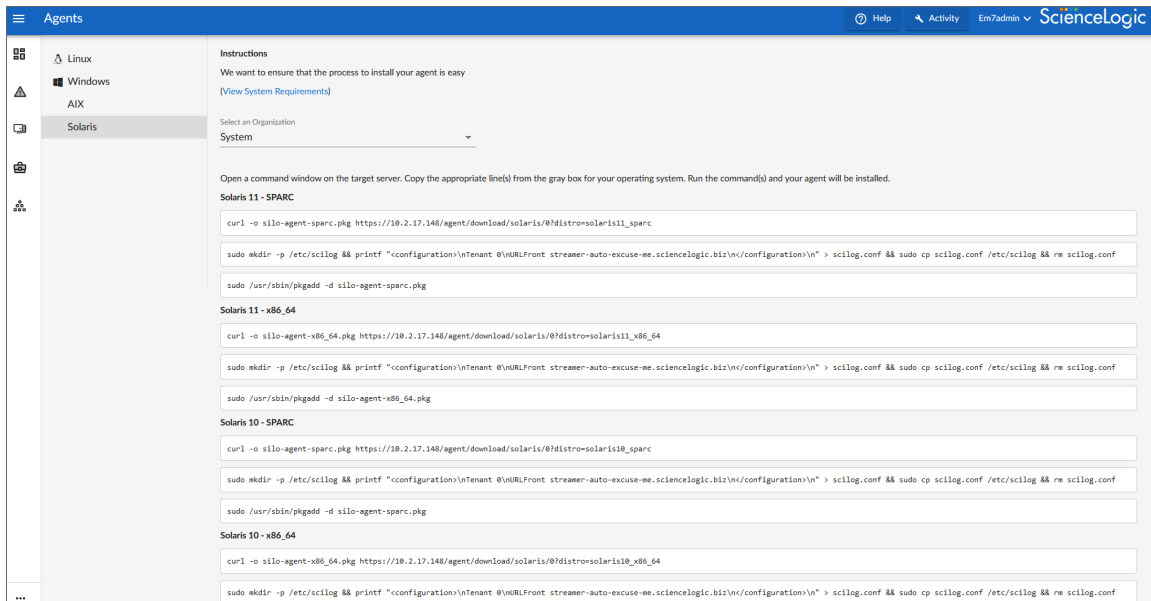 Agents
Help
Activity
Em7admin
ScienceLogic
Linux
Windows
AIX
Solaris
Instructions
We want to ensure that the process to install your agent is easy
(View System Requirements)
Select an Organization
System
Open a command window on the target server. Copy the appropriate line(s) from the gray box for your operating system. Run the command(s) and your agent will be installed.
Solaris 11 - SPARC
curl -o silo-agent-sparc.pkg https://10.2.17.148/agent/download/solaris/0?distro=solaris11_sparc
sudo mkdir -p /etc/scilog && printf "<configuration>\nTenant 0\nURLFront streamer-auto-excuse-me.sciencelogic.biz\n</configuration>\n" > scilog.conf && sudo cp scilog.conf /etc/scilog && rm scilog.conf
sudo /usr/sbin/pkgadd -d silo-agent-sparc.pkg
Solaris 11 - x86_64
curl -o silo-agent-x86_64.pkg https://10.2.17.148/agent/download/solaris/0?distro=solaris11_x86_64
sudo mkdir -p /etc/scilog && printf "<configuration>\nTenant 0\nURLFront streamer-auto-excuse-me.sciencelogic.biz\n</configuration>\n" > scilog.conf && sudo cp scilog.conf /etc/scilog && rm scilog.conf
sudo /usr/sbin/pkgadd -d silo-agent-x86_64.pkg
Solaris 10 - SPARC
curl -o silo-agent-sparc.pkg https://10.2.17.148/agent/download/solaris/0?distro=solaris10_sparc
sudo mkdir -p /etc/scilog && printf "<configuration>\nTenant 0\nURLFront streamer-auto-excuse-me.sciencelogic.biz\n</configuration>\n" > scilog.conf && sudo cp scilog.conf /etc/scilog && rm scilog.conf
sudo /usr/sbin/pkgadd -d silo-agent-sparc.pkg
Solaris 10 - x86_64
curl -o silo-agent-x86_64.pkg https://10.2.17.148/agent/download/solaris/0?distro=solaris10_x86_64
sudo mkdir -p /etc/scilog && printf "<configuration>\nTenant 0\nURLFront streamer-auto-excuse-me.sciencelogic.biz\n</configuration>\n" > scilog.conf && sudo cp scilog.conf /etc/scilog && rm scilog.conf